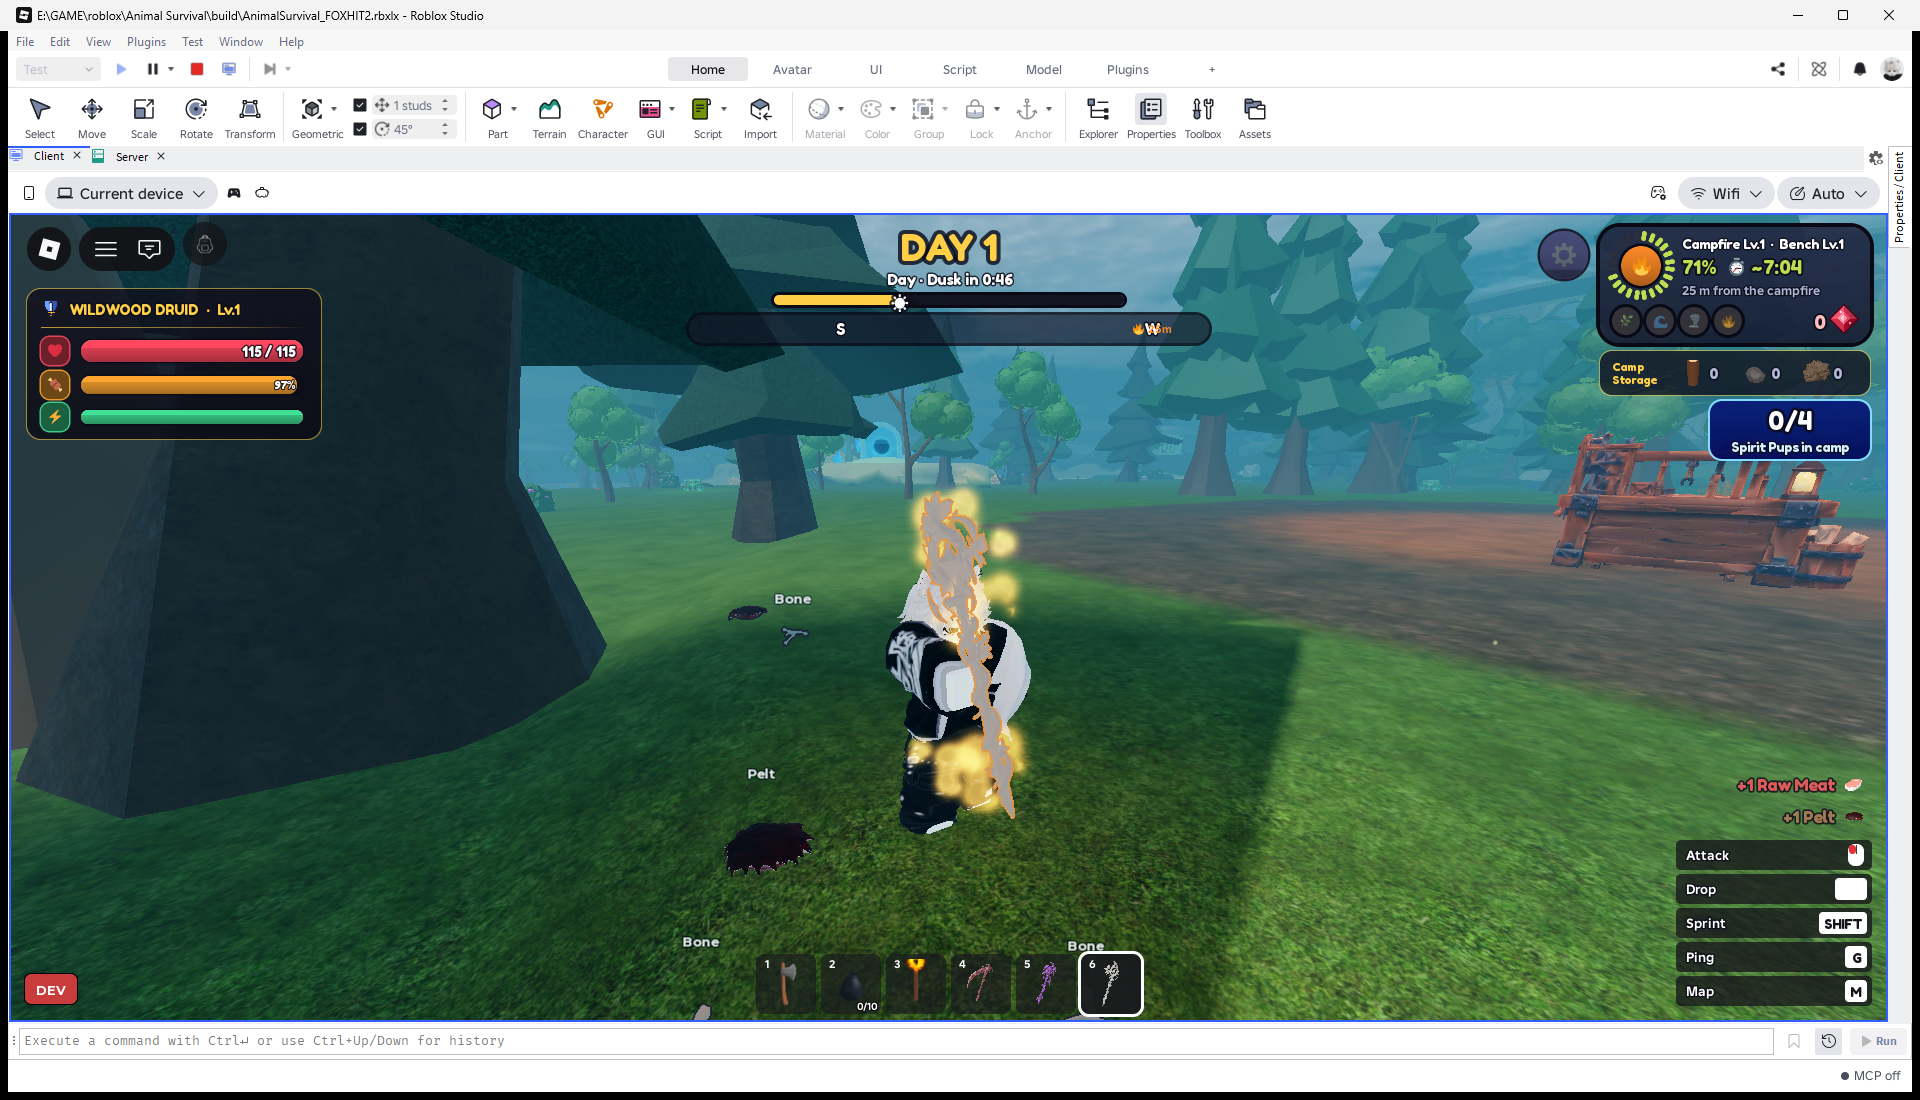 E:\GAME\roblox\Animal Survival\build\AnimalSurvival_FOXHIT2.rbxlx - Roblox Studio
File Edit View Plugins Test Window Help
Test
Home Avatar UI Script Model Plugins +
1 studs
45°
Select Move Scale Rotate Transform Geometric Part Terrain Character GUI Script Import Material Color Group Lock Anchor Explorer Properties Toolbox Assets
Client Server
Properties / Client
Current device
Wifi Auto
DAY 1
Day · Dusk in 0:46
S W
WILDWOOD DRUID · Lv.1
115 / 115
97%
Campfire Lv.1 · Bench Lv.1
71% ~7:04
25 m from the campfire
0
Camp Storage 0 0 0
0/4
Spirit Pups in camp
Bone
Pelt
Bone
Bone
+1 Raw Meat
+1 Pelt
Attack
Drop
Sprint SHIFT
Ping G
Map M
1 2 3 4 5 6
0/10
DEV
Execute a command with Ctrl↵ or use Ctrl+Up/Down for history
Run
MCP off